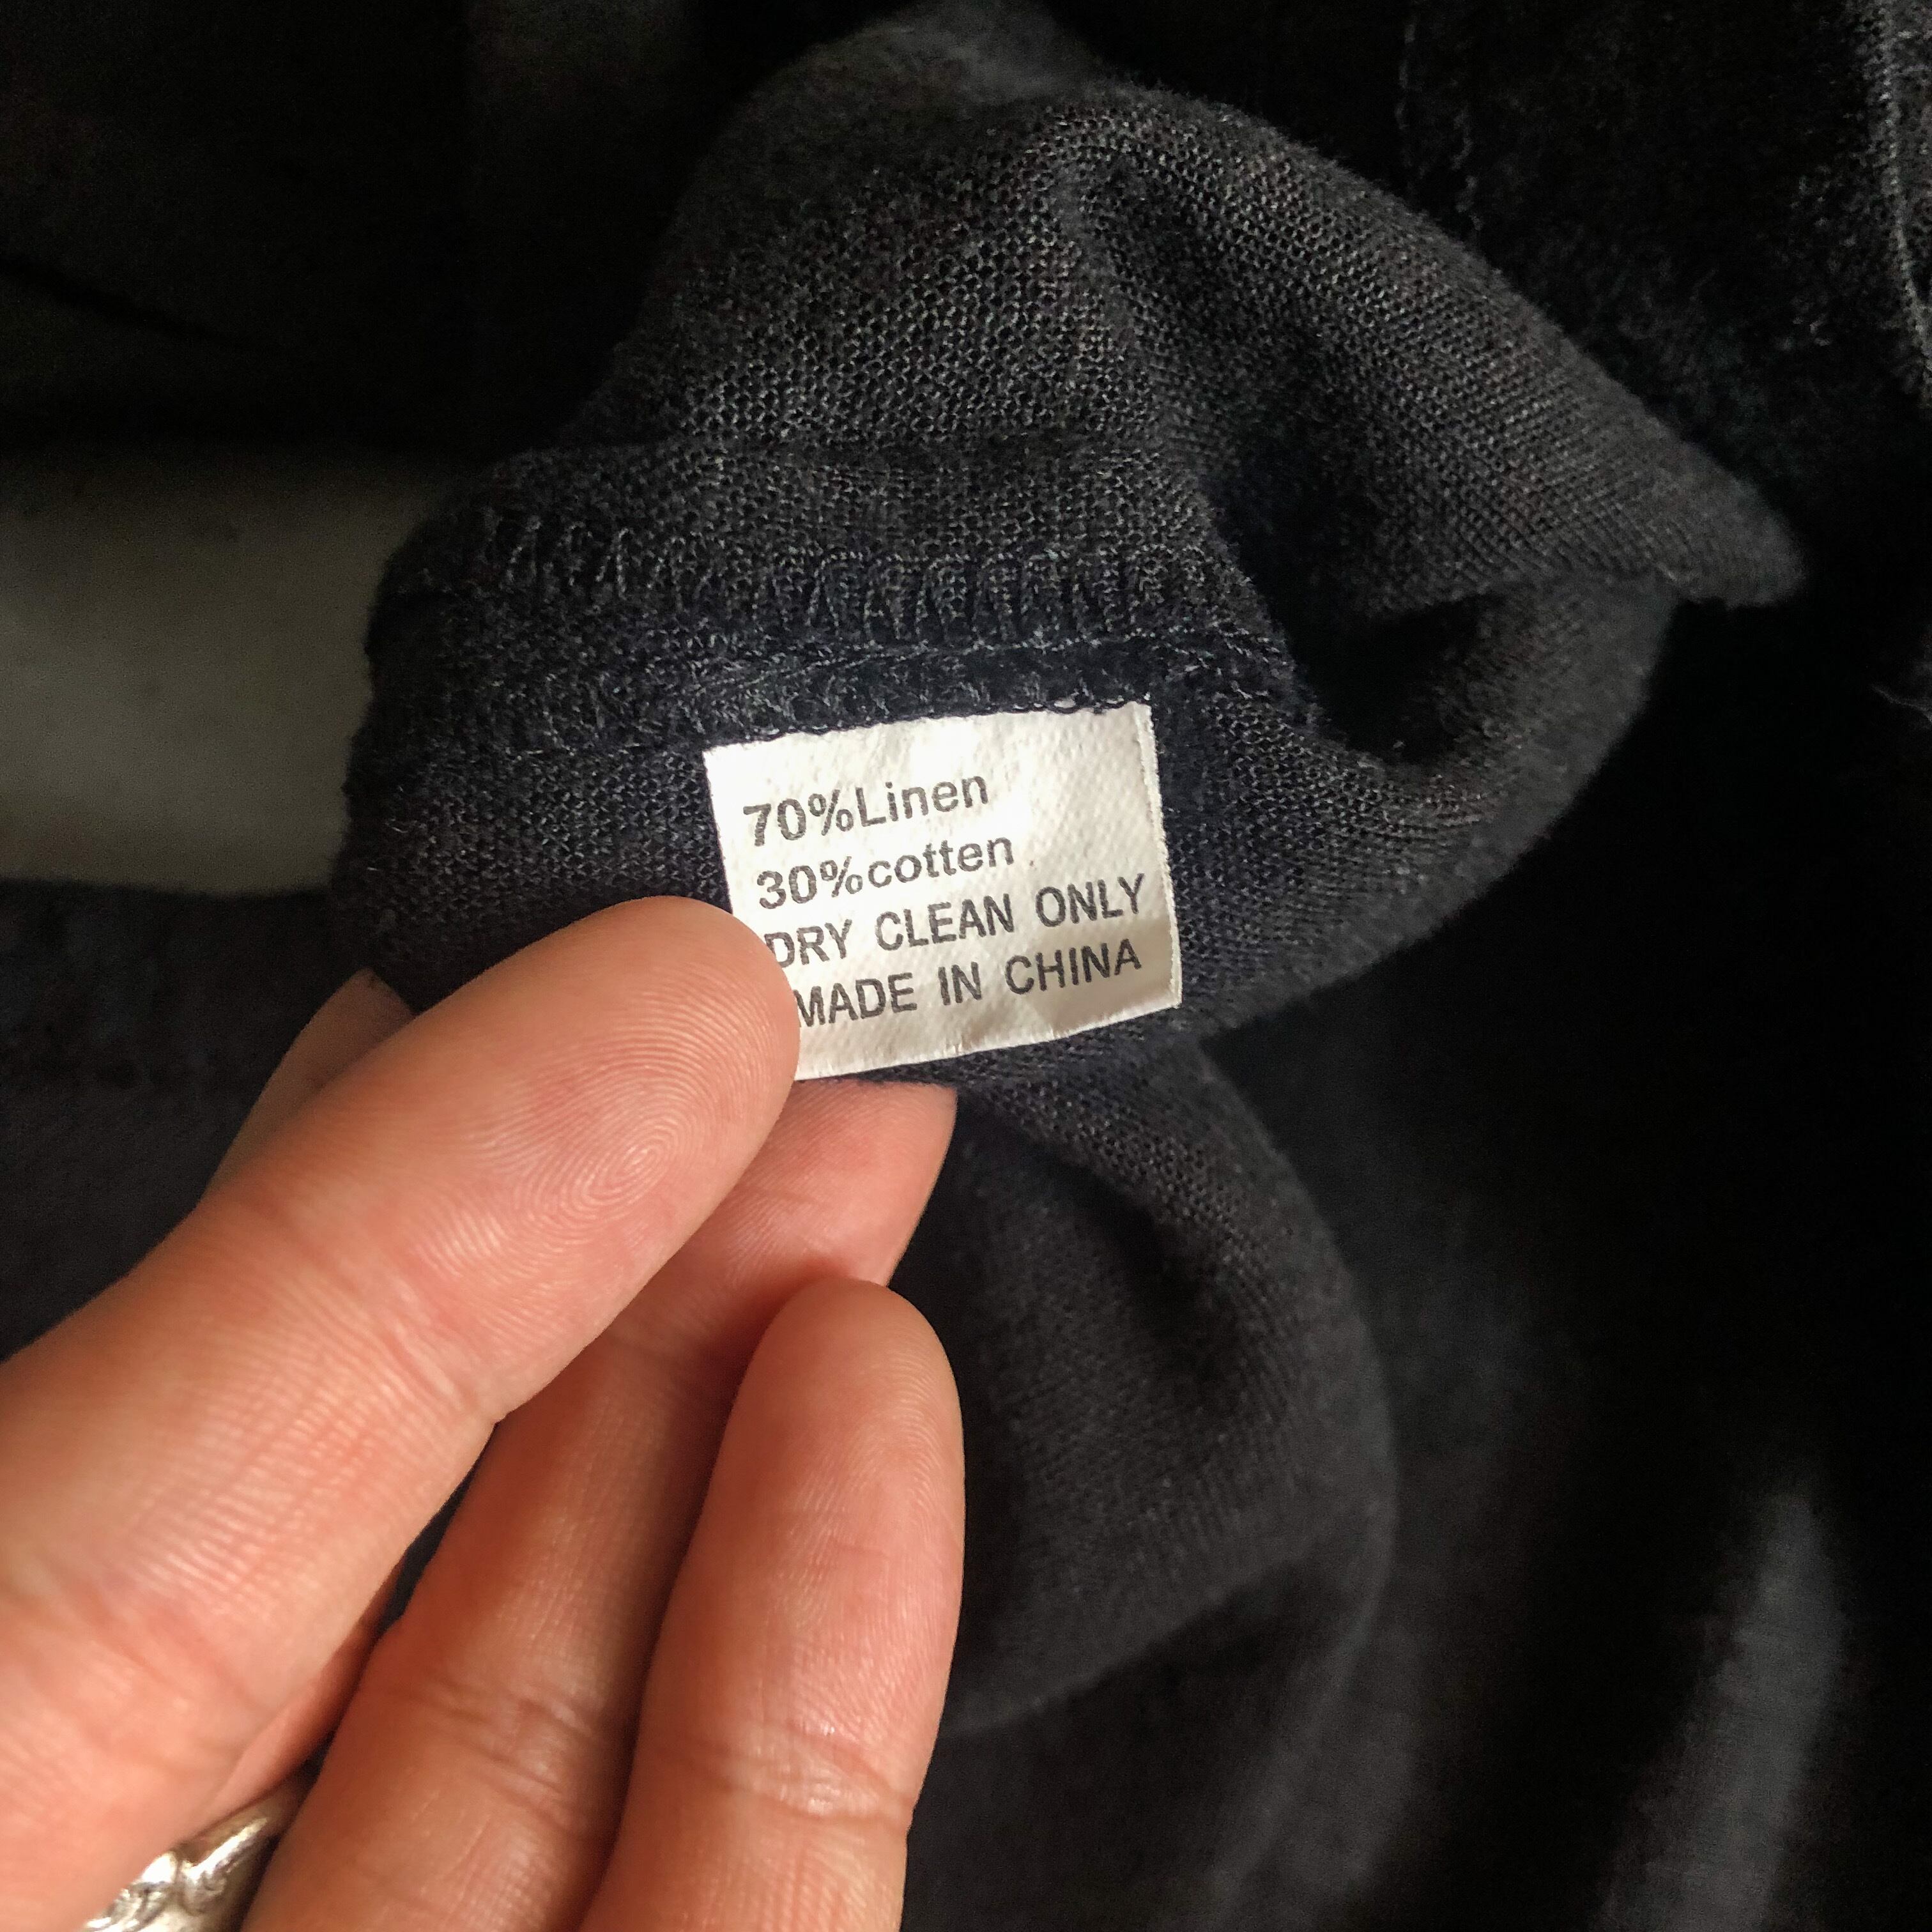 70%Linen
30%cotten
DRY CLEAN ONLY
MADE IN CHINA